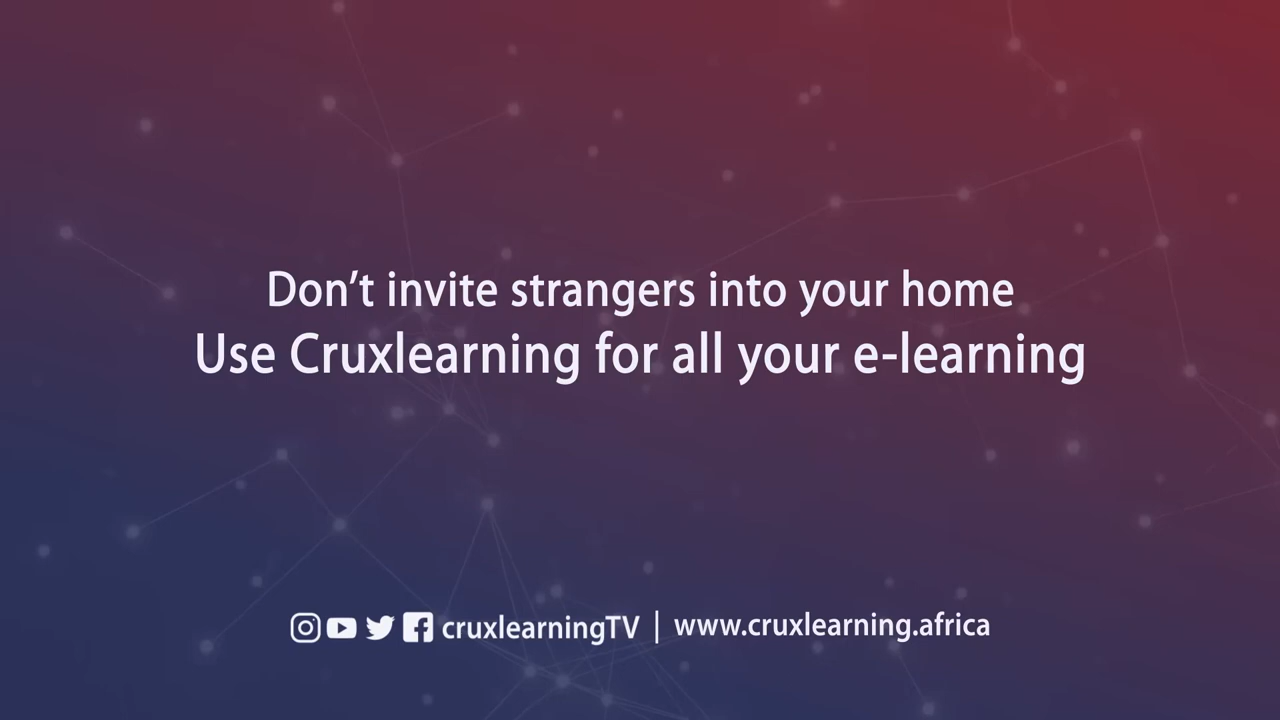 Don’t invite strangers into your home
Use Cruxlearning for all your e-learning
cruxlearningTV | www.cruxlearning.africa